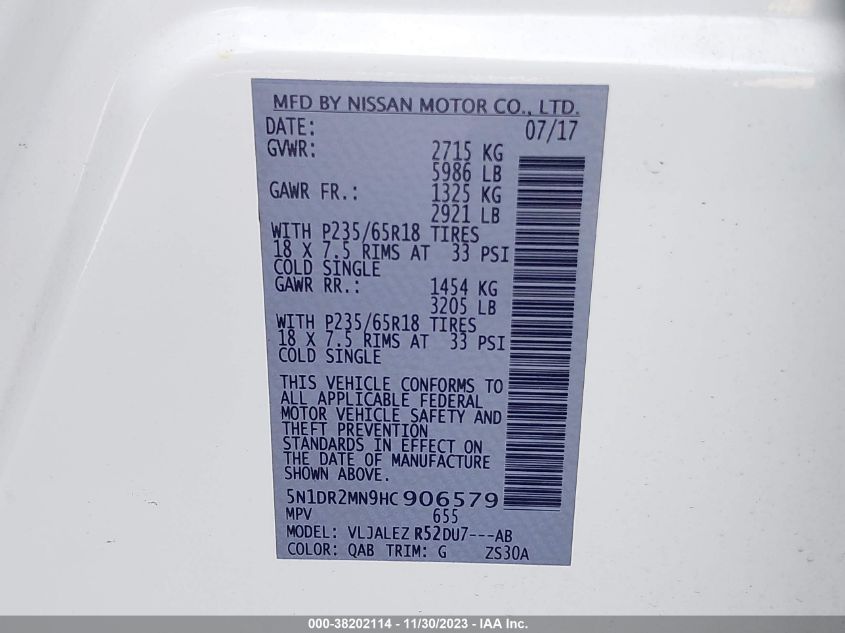 MFD BY NISSAN MOTOR CO., LTD.
DATE: 07/17
GVWR: 2715 KG
5986 LB
GAWR FR.: 1325 KG
2921 LB
WITH P235/65R18 TIRES
18 X 7.5 RIMS AT 33 PSI
COLD SINGLE
GAWR RR.: 1454 KG
3205 LB
WITH P235/65R18 TIRES
18 X 7.5 RIMS AT 33 PSI
COLD SINGLE
THIS VEHICLE CONFORMS TO
ALL APPLICABLE FEDERAL
MOTOR VEHICLE SAFETY AND
THEFT PREVENTION
STANDARDS IN EFFECT ON
THE DATE OF MANUFACTURE
SHOWN ABOVE.
5N1DR2MN9HC906579
MPV 655
MODEL: VLJALEZ R52DU7---AB
COLOR: QAB TRIM: G ZS30A
000-38202114 - 11/30/2023 - IAA Inc.